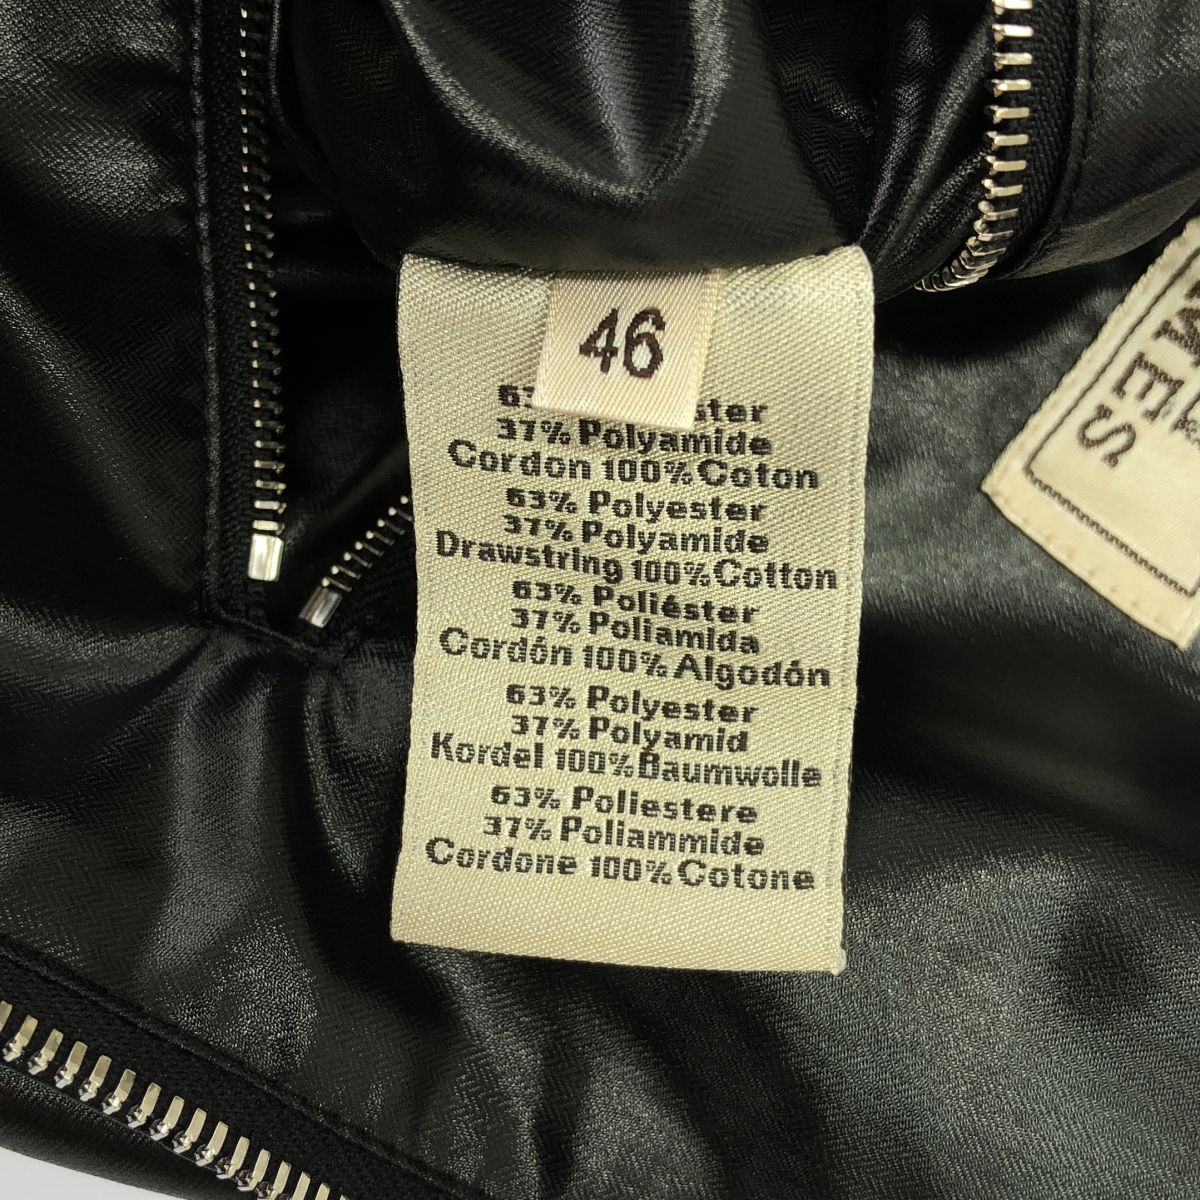 46
37% Polyamide
Cordon 100% Coton
63% Polyester
37% Polyamide
Drawstring 100% Cotton
63% Poliéster
37% Poliamida
Cordón 100% Algodón
63% Polyester
37% Polyamid
Kordel 100% Baumwolle
63% Poliestere
37% Poliammide
Cordone 100% Cotone